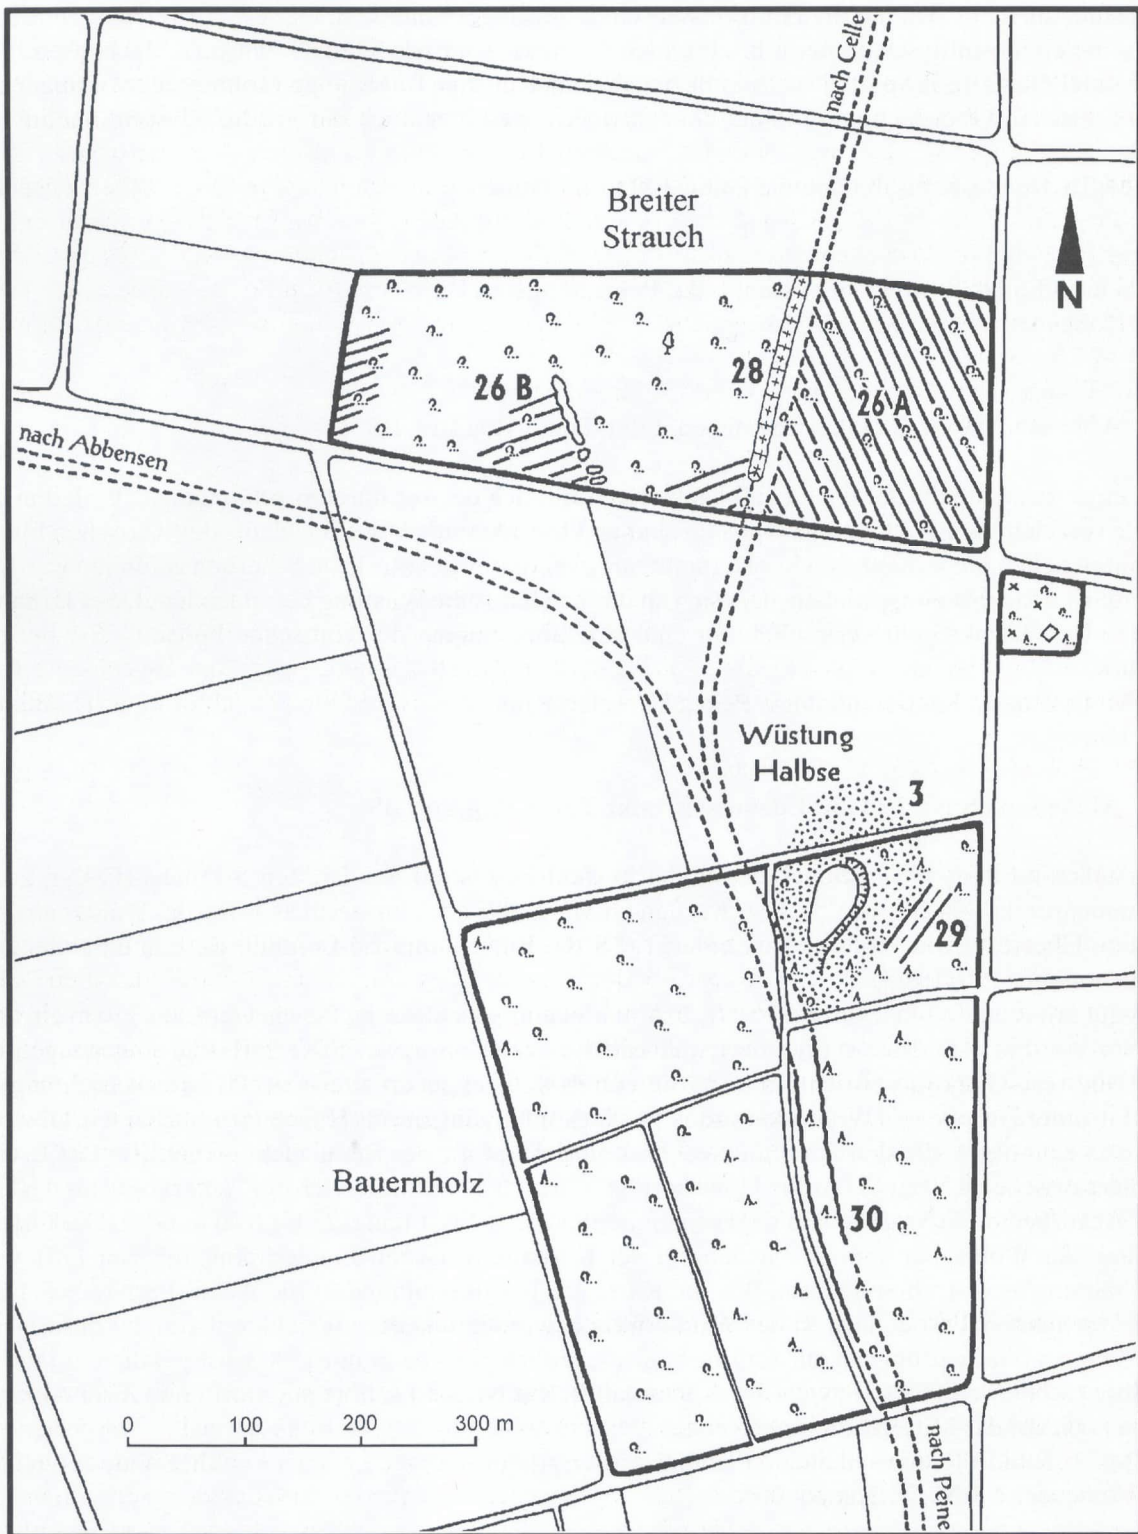 nach Celle
Breiter
Strauch
N
28
26 B
26 A
nach Abbensen
Wüstung
Halbse
3
29
Bauernholz
30
0 100 200 300 m
nach Peine